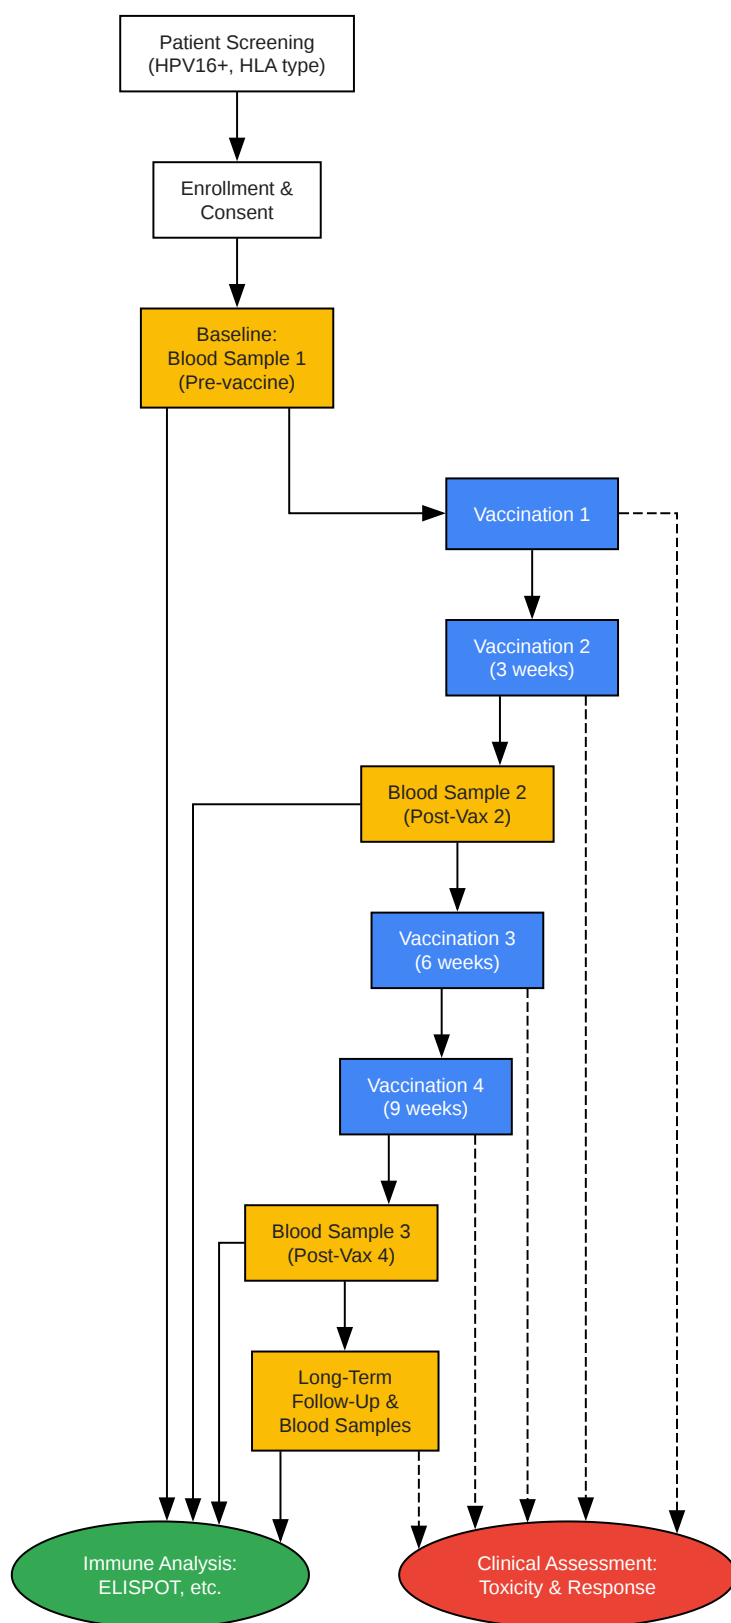 Patient Screening
(HPV16+, HLA type)
Enrollment &
Consent
Baseline:
Blood Sample 1
(Pre-vaccine)
Vaccination 1
Vaccination 2
(3 weeks)
Blood Sample 2
(Post-Vax 2)
Vaccination 3
(6 weeks)
Vaccination 4
(9 weeks)
Blood Sample 3
(Post-Vax 4)
Long-Term
Follow-Up &
Blood Samples
Immune Analysis:
ELISPOT, etc.
Clinical Assessment:
Toxicity & Response